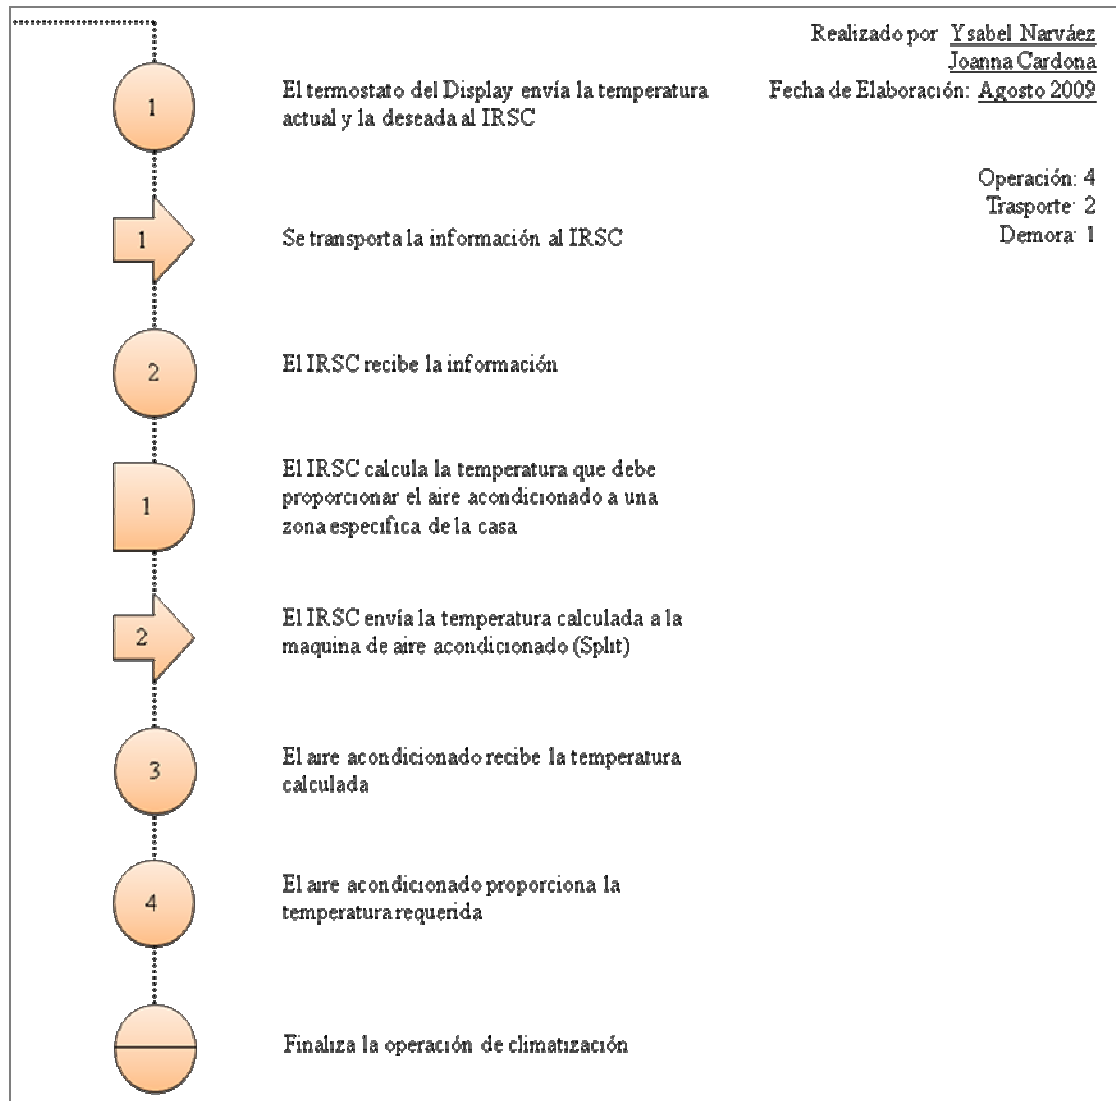 Realizado por Ysabel Narváez
Joanna Cardona
Fecha de Elaboración: Agosto 2009
Operación: 4
Trasporte: 2
Demora: 1
1
El termostato del Display envía la temperatura
actual y la deseada al IRSC
1
Se transporta la información al IRSC
2
El IRSC recibe la información
1
El IRSC calcula la temperatura que debe
proporcionar el aire acondicionado a una
zona especifica de la casa
2
El IRSC envía la temperatura calculada a la
maquina de aire acondicionado (Split)
3
El aire acondicionado recibe la temperatura
calculada
4
El aire acondicionado proporciona la
temperatura requerida
Finaliza la operación de climatización